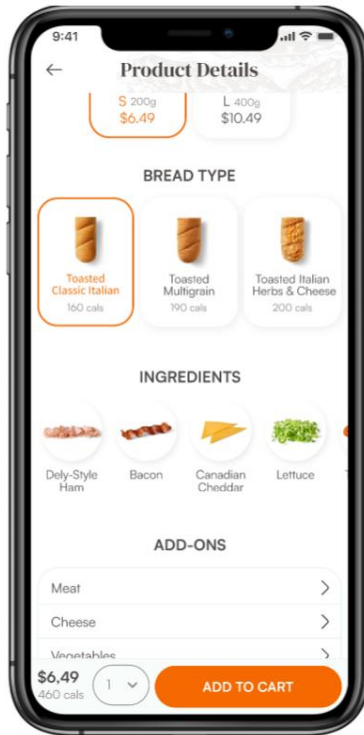 9:41
Product Details
S 200g
$6.49
L 400g
$10.49
BREAD TYPE
Toasted
Classic Italian
160 cals
Toasted
Multigrain
190 cals
Toasted Italian
Herbs & Cheese
200 cals
INGREDIENTS
Dely-Style
Ham
Bacon
Canadian
Cheddar
Lettuce
ADD-ONS
Meat
Cheese
Vegetables
$6,49
460 cals
1
ADD TO CART